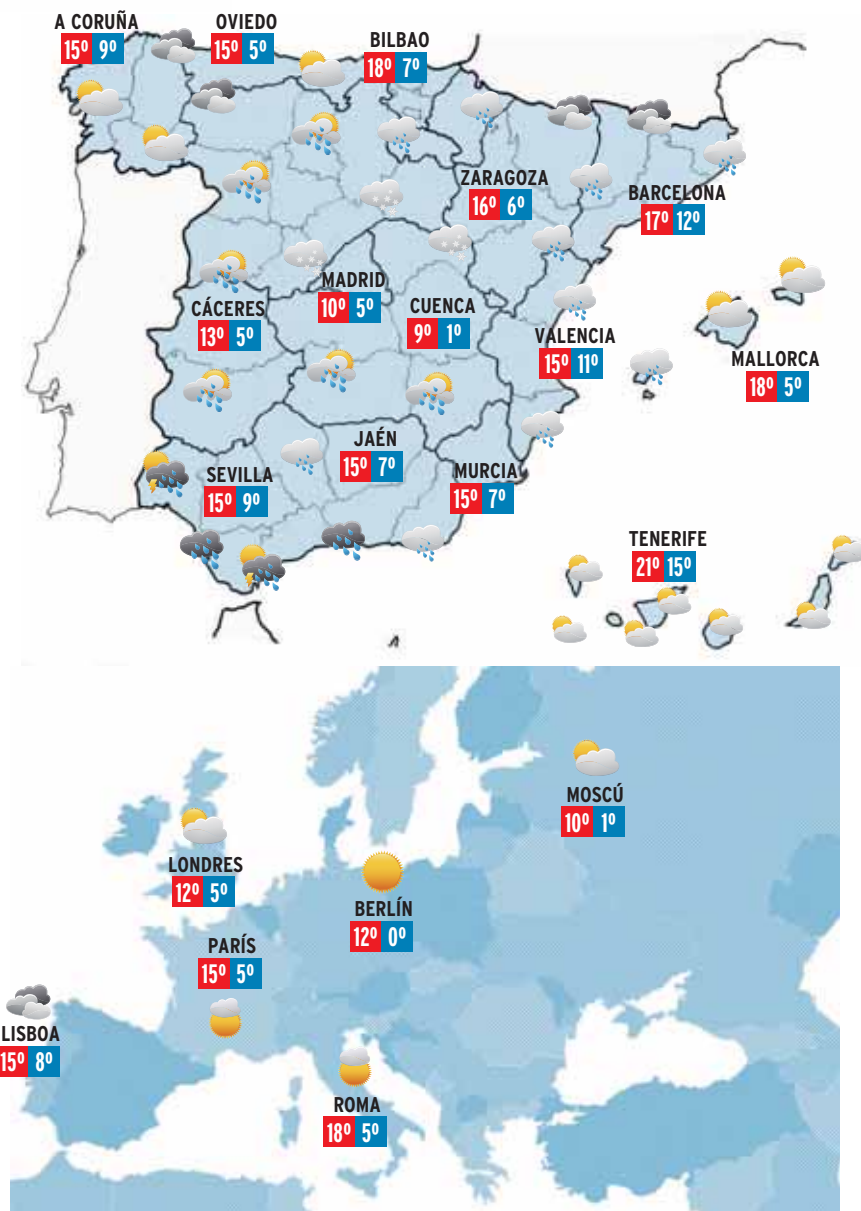 A CORUÑA
15º 9º
OVIEDO
15º 5º
BILBAO
18º 7º
ZARAGOZA
16º 6º
BARCELONA
17º 12º
MADRID
10º 5º
CÁCERES
13º 5º
CUENCA
9º 1º
VALENCIA
15º 11º
MALLORCA
18º 5º
JAÉN
15º 7º
SEVILLA
15º 9º
MURCIA
15º 7º
TENERIFE
21º 15º
MOSCÚ
10º 1º
LONDRES
12º 5º
BERLÍN
12º 0º
PARÍS
15º 5º
LISBOA
15º 8º
ROMA
18º 5º